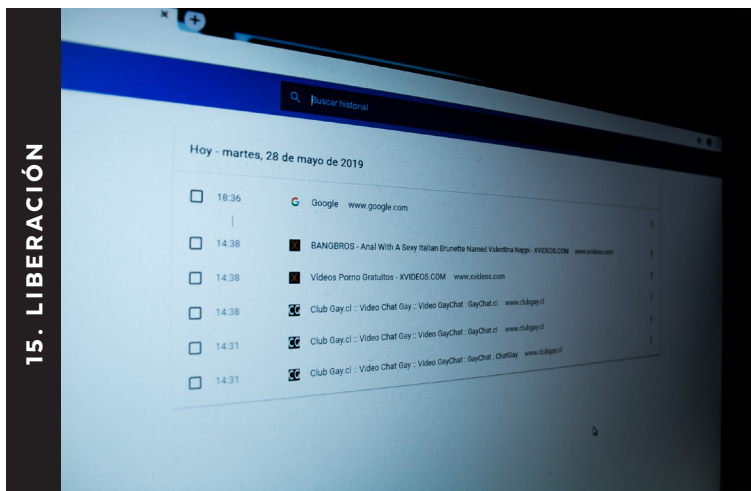 15. LIBERACIÓN
Buscar historial
Hoy - martes, 28 de mayo de 2019
18:36 Google www.google.com
14:38 BANGBROS - Anal With A Sexy Italian Brunette Named Valentina Nappi - XVIDEOS.COM www.xvideos.com
14:38 Vídeos Porno Gratuitos - XVIDEOS.COM www.xvideos.com
14:38 Club Gay.cl :: Video Chat Gay :: Video GayChat : GayChat.cl www.clubgay.cl
14:31 Club Gay.cl :: Video Chat Gay :: Video GayChat : GayChat.cl www.clubgay.cl
14:31 Club Gay.cl :: Video Chat Gay :: Video GayChat : ChatGay www.clubgay.cl